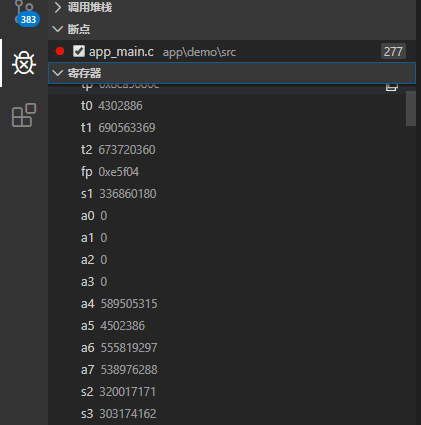 调用堆栈
383
断点
app_main.c app\demo\src 277
寄存器
t0 4302886
t1 690563369
t2 673720360
fp 0xe5f04
s1 336860180
a0 0
a1 0
a2 0
a3 0
a4 589505315
a5 4502386
a6 555819297
a7 538976288
s2 320017171
s3 303174162